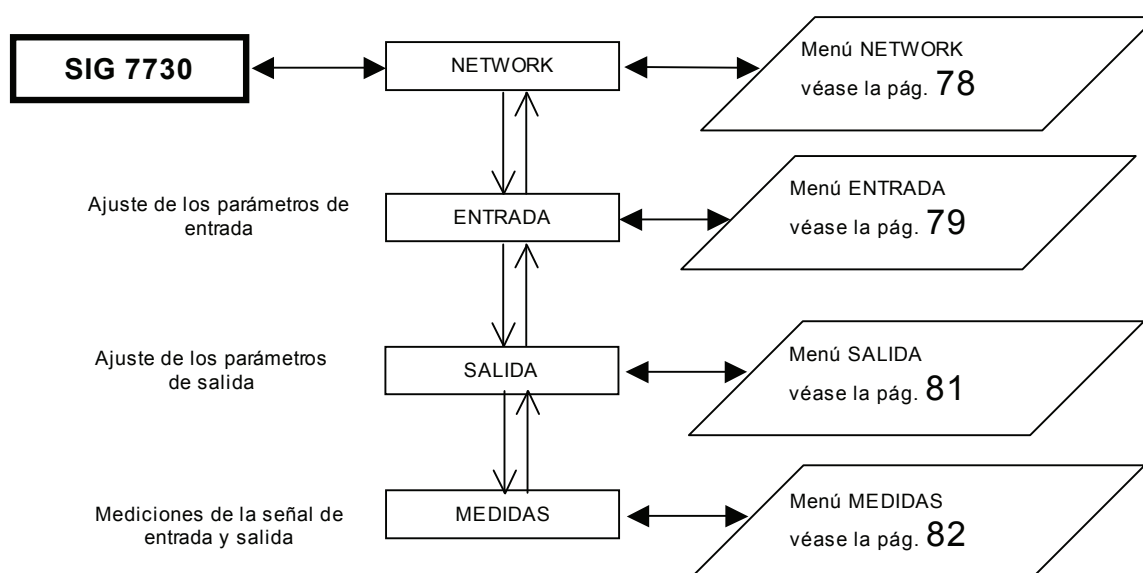 SIG 7730
NETWORK
Menú NETWORK
véase la pág. 78
Ajuste de los parámetros de
entrada
ENTRADA
Menú ENTRADA
véase la pág. 79
Ajuste de los parámetros
de salida
SALIDA
Menú SALIDA
véase la pág. 81
Mediciones de la señal de
entrada y salida
MEDIDAS
Menú MEDIDAS
véase la pág. 82